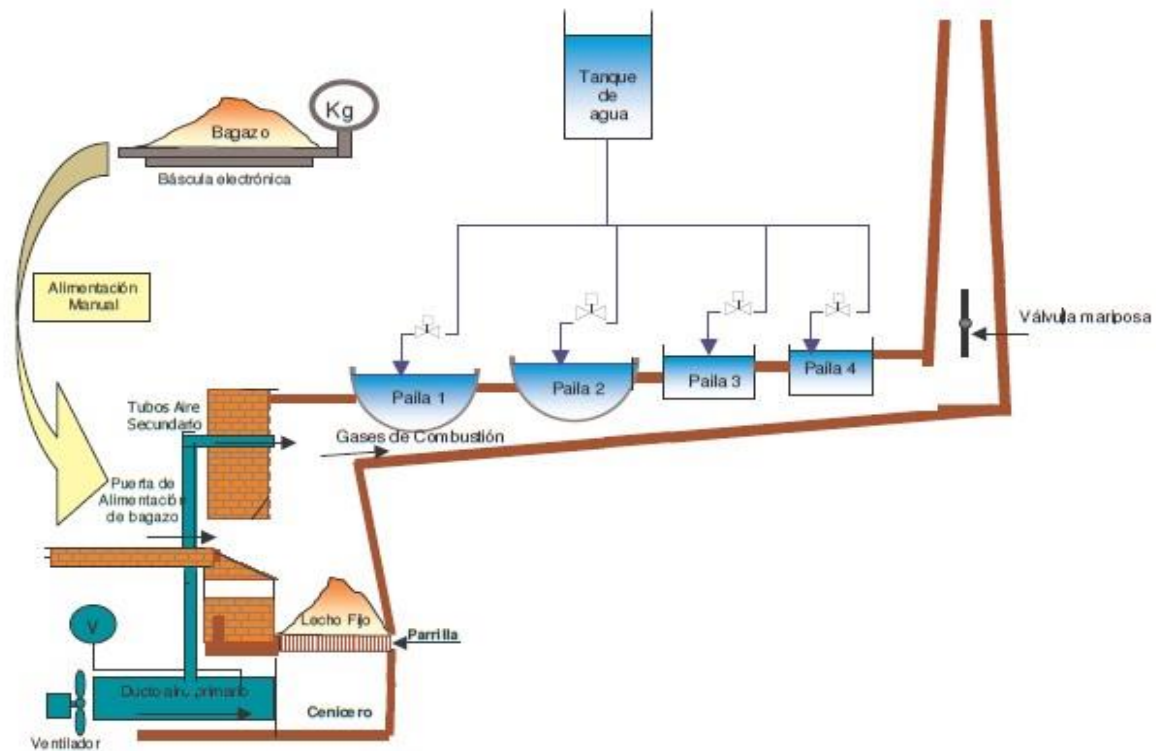 Tanque
de
agua
Kg
Bagazo
Báscula electrónica
Alimentación
Manual
Válvula mariposa
Paila 1
Paila 2
Paila 3
Paila 4
Tubos Aire
Secundario
Gases de Combustión
Puerta de
Alimentación
de bagazo
Lecho Fijo
Parrilla
V
Ducto aire primario
Cenicero
Ventilador